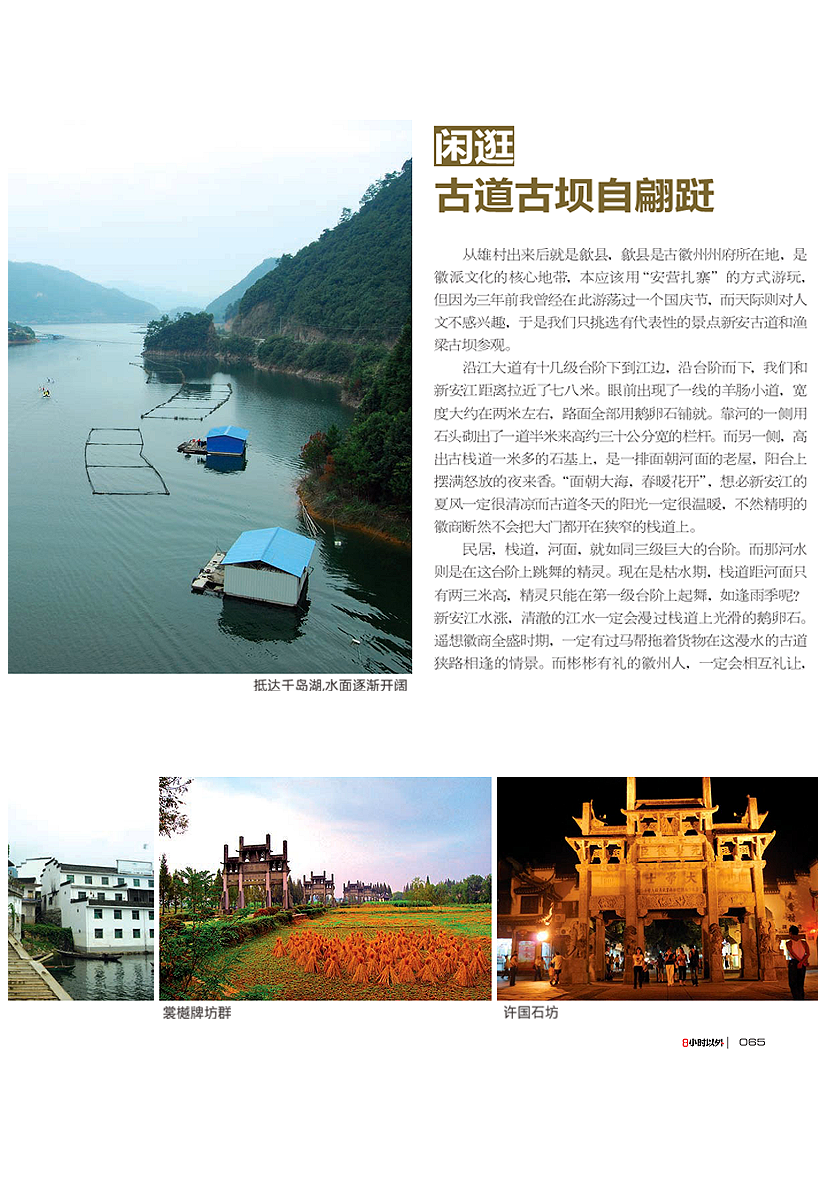 闲逛
古道古坝自翩跹
从雄村出来后就是歙县，歙县是古徽州州府所在地，是
徽派文化的核心地带，本应该用“安营扎寨”的方式游玩，
但因为三年前我曾经在此游荡过一个国庆节，而天际则对人
文不感兴趣，于是我们只挑选有代表性的景点新安古道和渔
梁古坝参观。
沿江大道有十几级台阶下到江边，沿台阶而下，我们和
新安江距离拉近了七八米。眼前出现了一线的羊肠小道，宽
度大约在两米左右，路面全部用鹅卵石铺就。靠河的一侧用
石头砌出了一道半米来高约三十公分宽的栏杆。而另一侧，高
出古栈道一米多的石基上，是一排面朝河面的老屋，阳台上
摆满怒放的夜来香。“面朝大海，春暖花开”，想必新安江的
夏风一定很清凉而古道冬天的阳光一定很温暖，不然精明的
徽商断然不会把大门都开在狭窄的栈道上。
民居，栈道，河面，就如同三级巨大的台阶。而那河水
则是在这台阶上跳舞的精灵。现在是枯水期，栈道距河面只
有两三米高，精灵只能在第一级台阶上起舞，如逢雨季呢？
新安江水涨，清澈的江水一定会漫过栈道上光滑的鹅卵石。
遥想徽商全盛时期，一定有过马帮拖着货物在这漫水的古道
狭路相逢的情景。而彬彬有礼的徽州人，一定会相互礼让，
抵达千岛湖,水面逐渐开阔
大學士
棠樾牌坊群
许国石坊
8小时以外 065